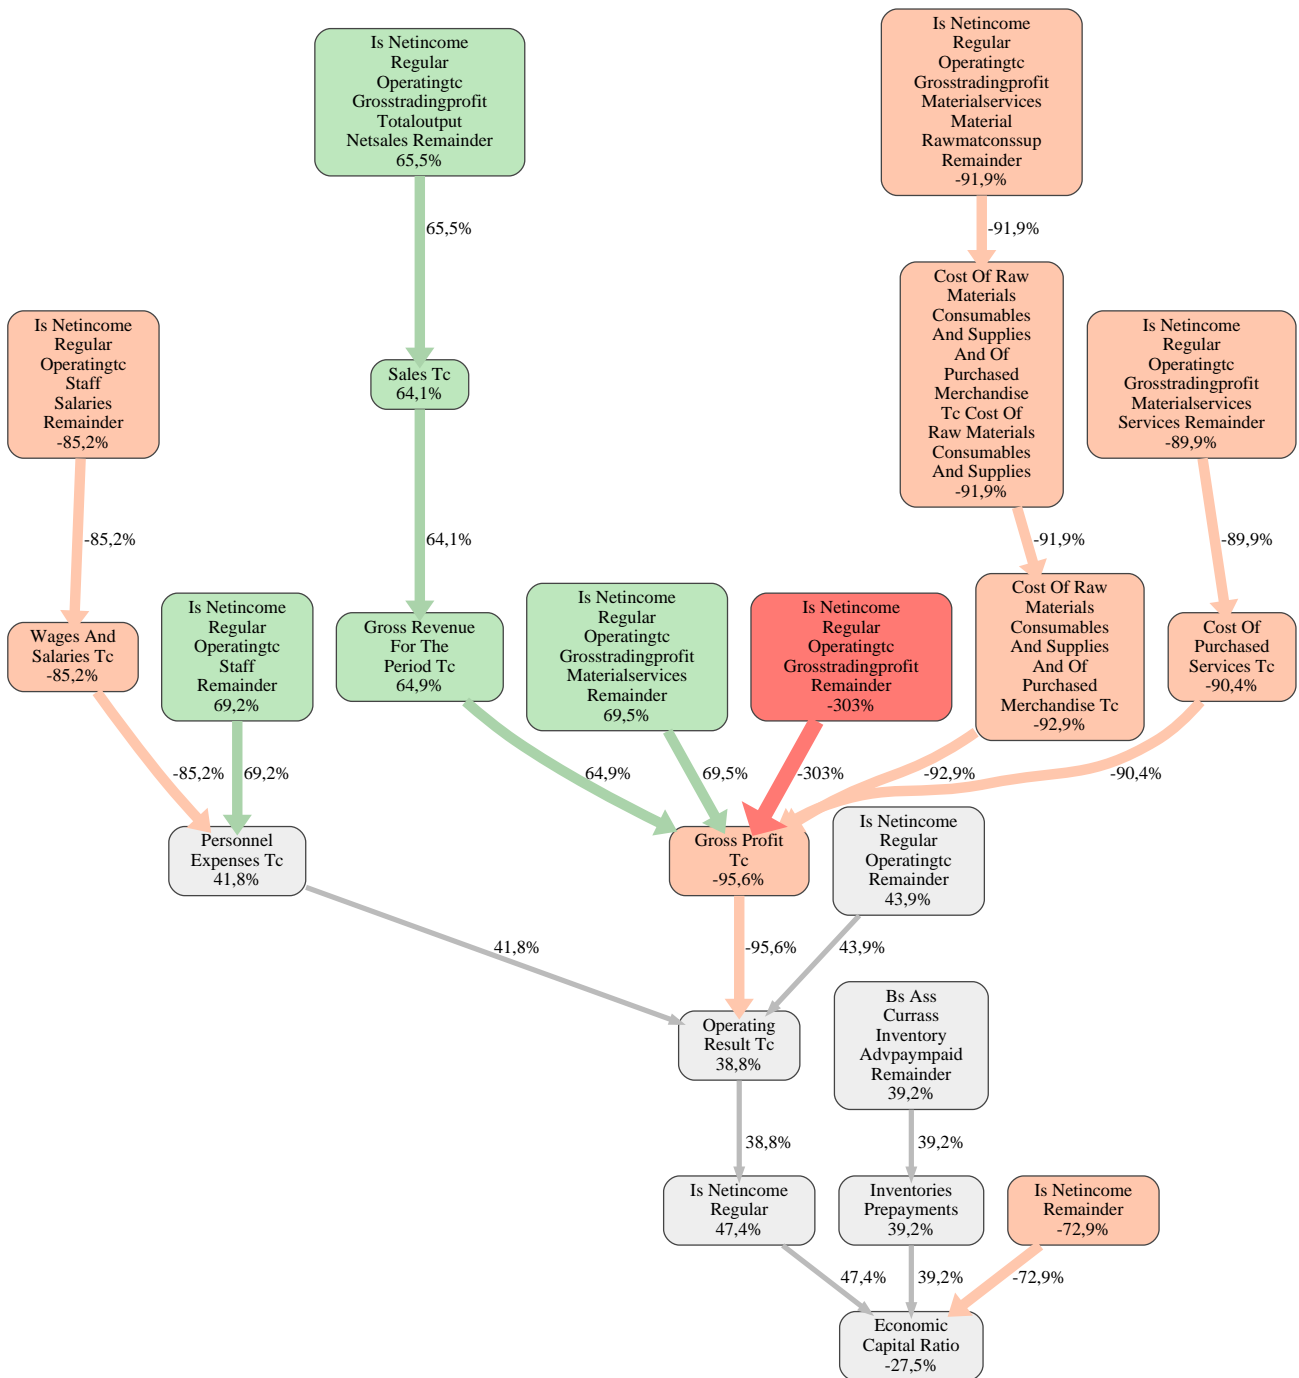 Is Netincome
Regular
Operatingtc
Grosstradingprofit
Totaloutput
Netsales Remainder
65,5%
Is Netincome
Regular
Operatingtc
Grosstradingprofit
Materialservices
Material
Rawmatconssup
Remainder
-91,9%
65,5%
-91,9%
Cost Of Raw
Materials
Consumables
And Supplies
And Of
Purchased
Merchandise
Tc Cost Of
Raw Materials
Consumables
And Supplies
-91,9%
Is Netincome
Regular
Operatingtc
Staff
Salaries
Remainder
-85,2%
Is Netincome
Regular
Operatingtc
Grosstradingprofit
Materialservices
Services Remainder
-89,9%
Sales Tc
64,1%
-85,2%
64,1%
-91,9%
-89,9%
Wages And
Salaries Tc
-85,2%
Is Netincome
Regular
Operatingtc
Staff
Remainder
69,2%
Gross Revenue
For The
Period Tc
64,9%
Is Netincome
Regular
Operatingtc
Grosstradingprofit
Materialservices
Remainder
69,5%
Is Netincome
Regular
Operatingtc
Grosstradingprofit
Remainder
-303%
Cost Of Raw
Materials
Consumables
And Supplies
And Of
Purchased
Merchandise Tc
-92,9%
Cost Of
Purchased
Services Tc
-90,4%
-85,2%
69,2%
64,9%
69,5%
-303%
-92,9%
-90,4%
Personnel
Expenses Tc
41,8%
Gross Profit
Tc
-95,6%
Is Netincome
Regular
Operatingtc
Remainder
43,9%
41,8%
-95,6%
43,9%
Operating
Result Tc
38,8%
Bs Ass
Currass
Inventory
Advpaympaid
Remainder
39,2%
38,8%
39,2%
Is Netincome
Regular
47,4%
Inventories
Prepayments
39,2%
Is Netincome
Remainder
-72,9%
47,4%
39,2%
-72,9%
Economic
Capital Ratio
-27,5%